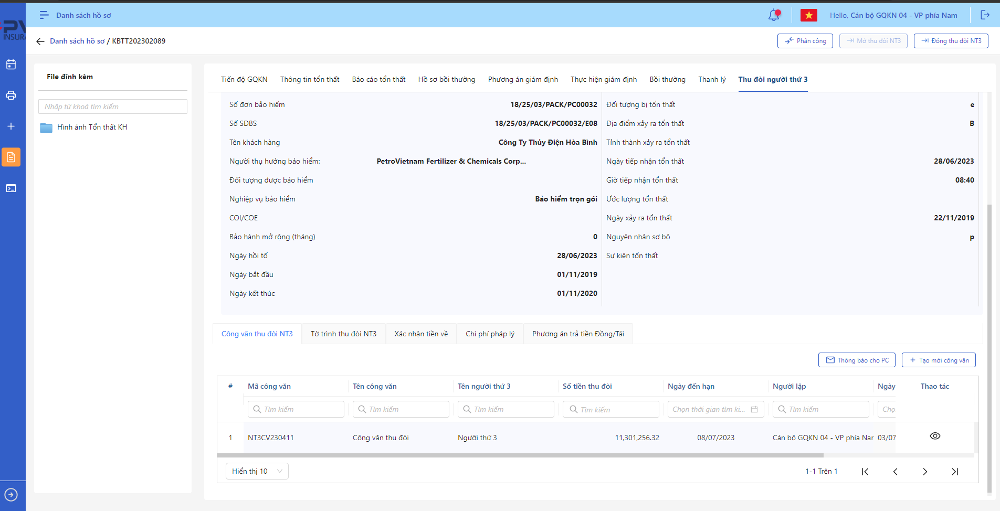 Danh sách hồ sơ
Hello, Cán bộ GQKN 04 - VP phía Nam
PV
INSURA
Danh sách hồ sơ / KBTT202302089
Phân công
Mở thu đòi NT3
Đóng thu đòi NT3
File đính kèm
Nhập từ khoá tìm kiếm
Hình ảnh Tổn thất KH
Tiến độ GQKN
Thông tin tổn thất
Báo cáo tổn thất
Hồ sơ bồi thường
Phương án giám định
Thực hiện giám định
Bồi thường
Thanh lý
Thu đòi người thứ 3
Số đơn bảo hiểm 18/25/03/PACK/PC00032
Số SĐBS 18/25/03/PACK/PC00032/E08
Tên khách hàng Công Ty Thủy Điện Hòa Bình
Người thụ hưởng bảo hiểm: PetroVietnam Fertilizer & Chemicals Corp...
Đối tượng được bảo hiểm
Nghiệp vụ bảo hiểm Bảo hiểm trọn gói
COI/COE
Bảo hành mở rộng (tháng) 0
Ngày hồi tố 28/06/2023
Ngày bắt đầu 01/11/2019
Ngày kết thúc 01/11/2020
Đối tượng bị tổn thất e
Địa điểm xảy ra tổn thất B
Tỉnh thành xảy ra tổn thất
Ngày tiếp nhận tổn thất 28/06/2023
Giờ tiếp nhận tổn thất 08:40
Ước lượng tổn thất
Ngày xảy ra tổn thất 22/11/2019
Nguyên nhân sơ bộ p
Sự kiện tổn thất
Công văn thu đòi NT3
Tờ trình thu đòi NT3
Xác nhận tiền về
Chi phí pháp lý
Phương án trả tiền Đồng/Tái
Thông báo cho PC
Tạo mới công văn
# Mã công văn Tên công văn Tên người thứ 3 Số tiền thu đòi Ngày đến hạn Người lập Ngày Thao tác
Tìm kiếm Tìm kiếm Tìm kiếm Tìm kiếm Chọn thời gian tìm ki... Tìm kiếm Chọ
1 NT3CV230411 Công văn thu đòi Người thứ 3 11,301,256.32 08/07/2023 Cán bộ GQKN 04 - VP phía Nar 03/07
Hiển thị 10
1-1 Trên 1